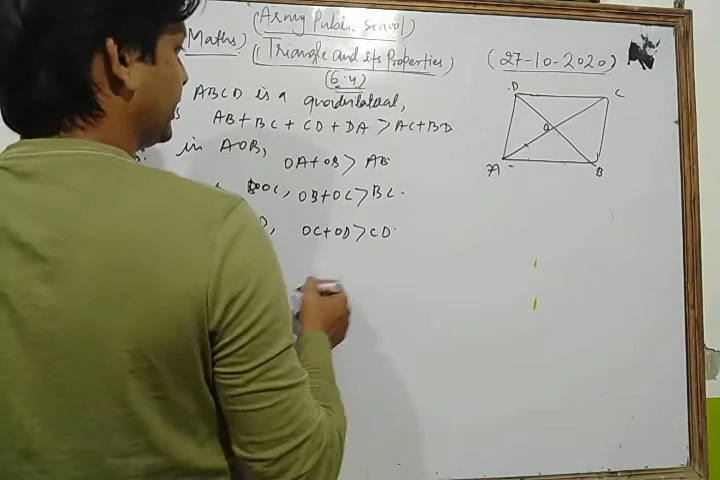 (Army Public School)
Maths) (Triangle and its Properties) (27-10-2020)
(6.4)
ABCD is a quadrilateral,
AB + BC + CD + DA > AC + BD
in AOB,
OA + OB > AB
BOC, OB + OC > BC.
D, OC + OD > CD.
D C
O
A B